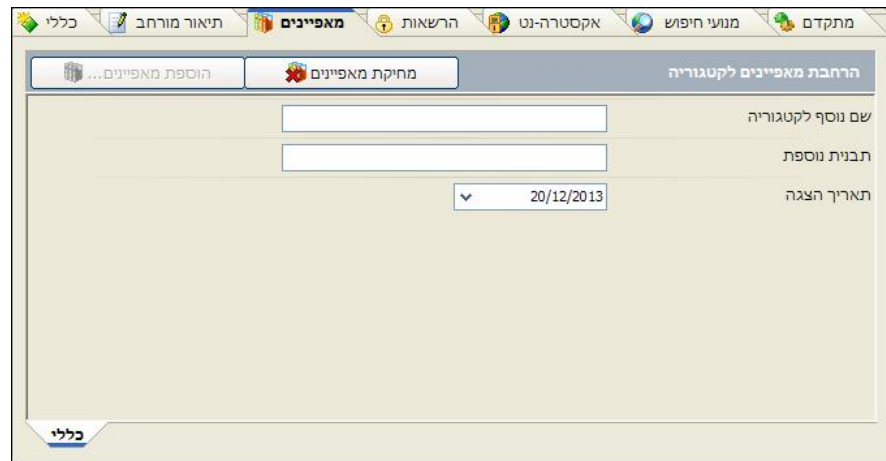 מתקדם מנועי חיפוש אקסטרה-נט הרשאות מאפיינים תיאור מורחב כללי
הרחבת מאפיינים לקטגוריה מחיקת מאפיינים הוספת מאפיינים...
שם נוסף לקטגוריה
תבנית נוספת
תאריך הצגה 20/12/2013
כללי